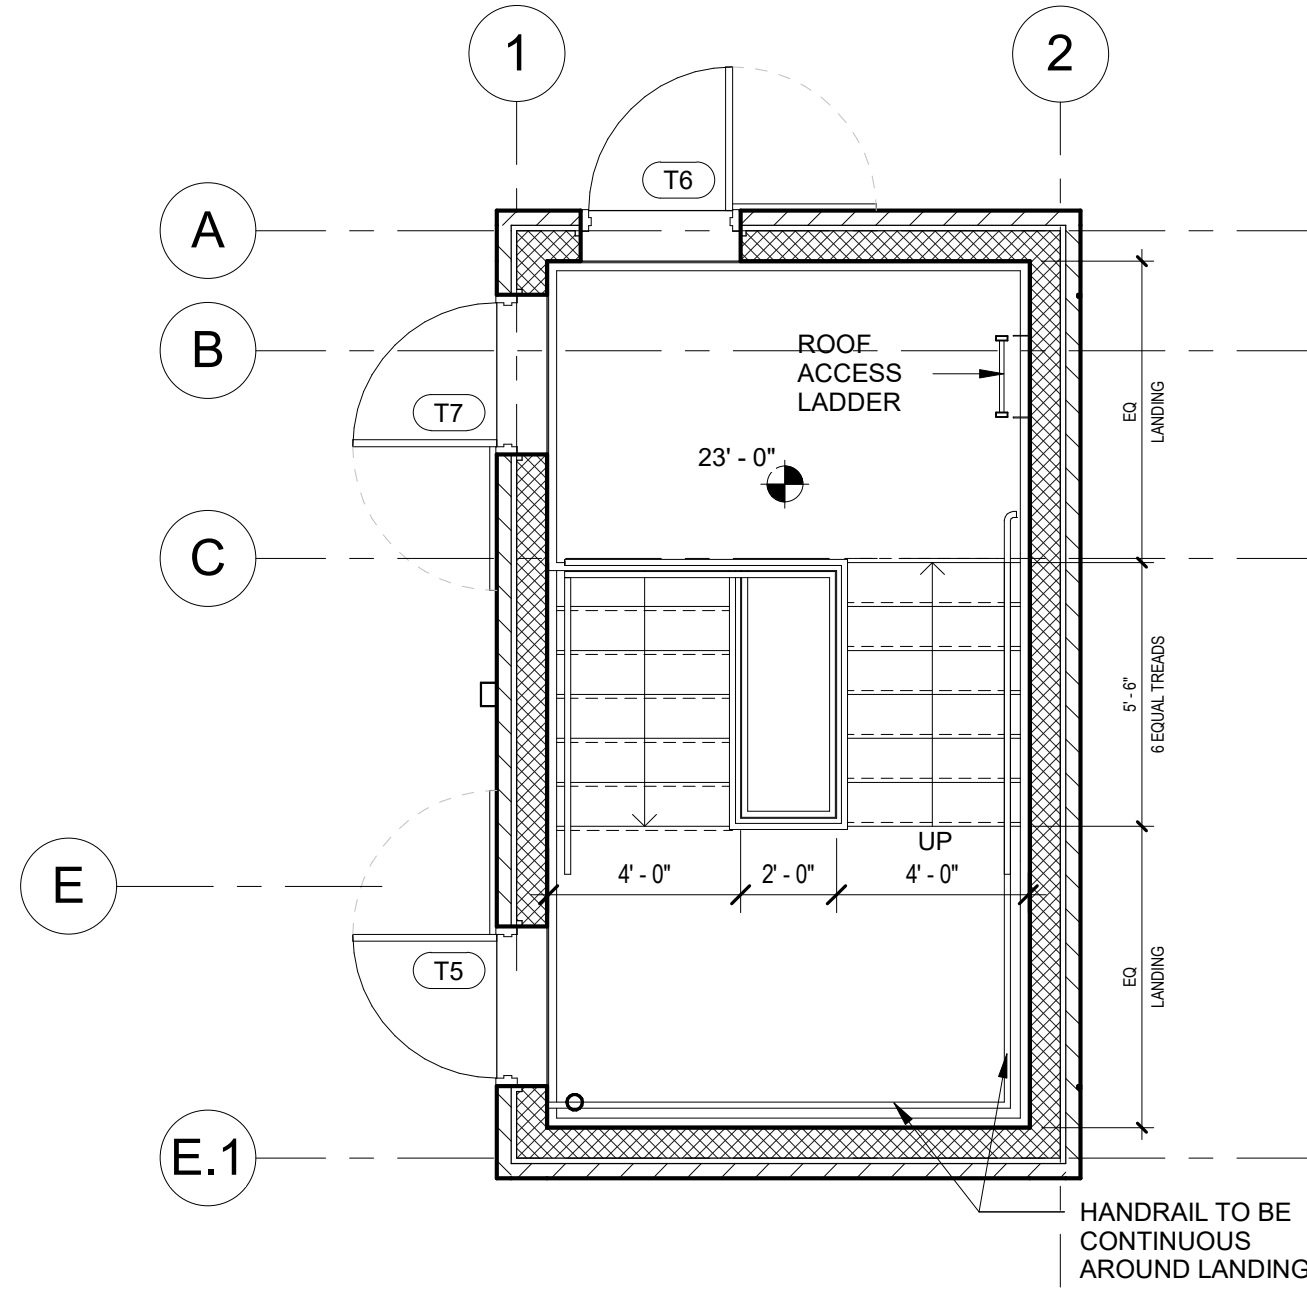 1
2
T6
A
B
ROOF
ACCESS
LADDER
T7
EQ
LANDING
23' - 0"
C
5' - 6"
6 EQUAL TREADS
UP
4' - 0"
2' - 0"
4' - 0"
E
T5
EQ
LANDING
E.1
HANDRAIL TO BE
CONTINUOUS
AROUND LANDING